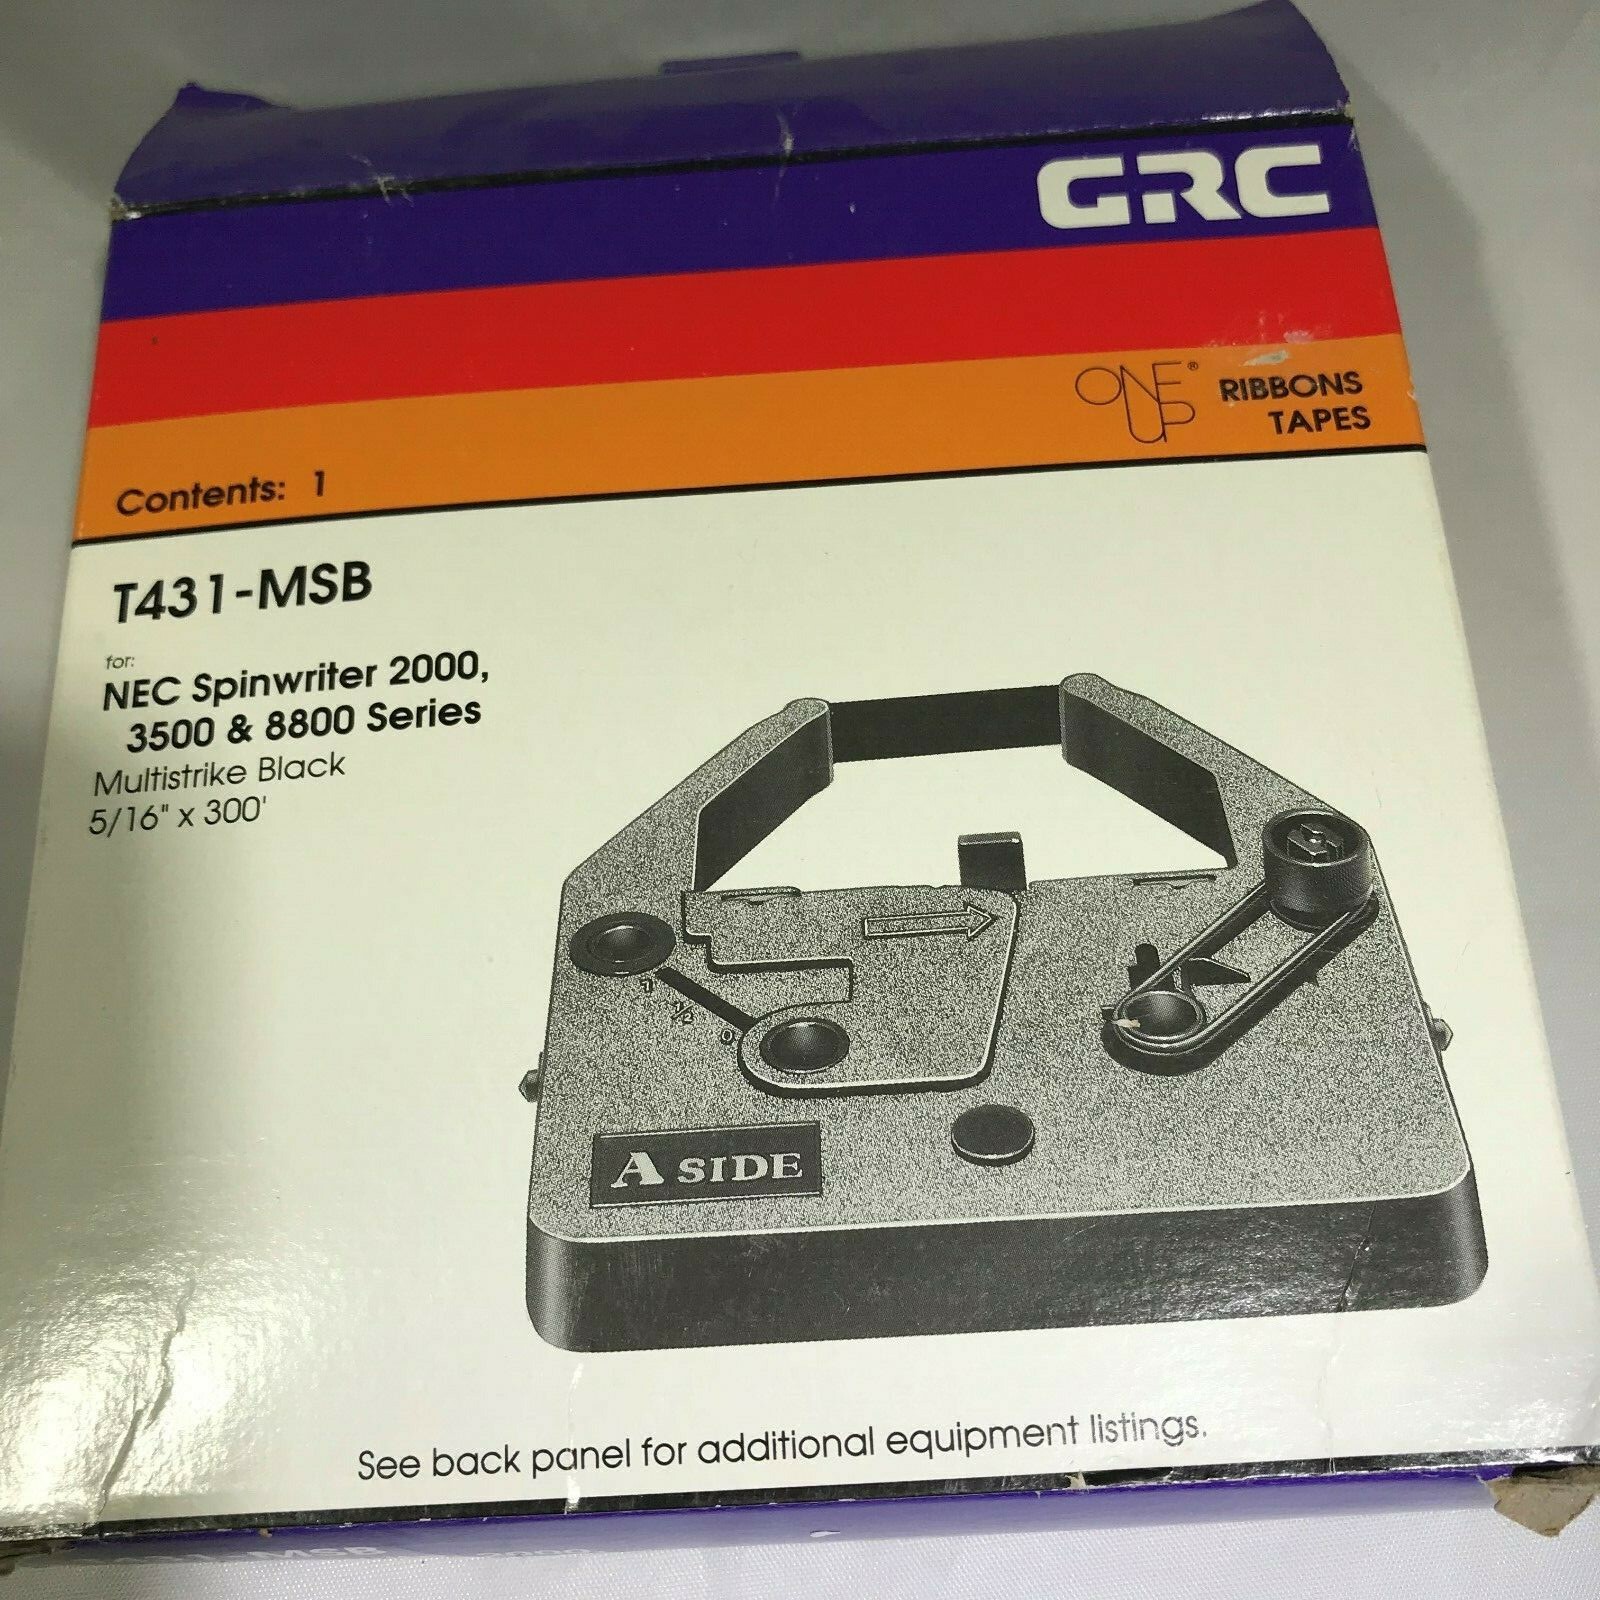 GRC
ONE UP® RIBBONS
TAPES
Contents: 1
T431-MSB
for:
NEC Spinwriter 2000,
3500 & 8800 Series
Multistrike Black
5/16" x 300'
1
1/2
0
A SIDE
See back panel for additional equipment listings.